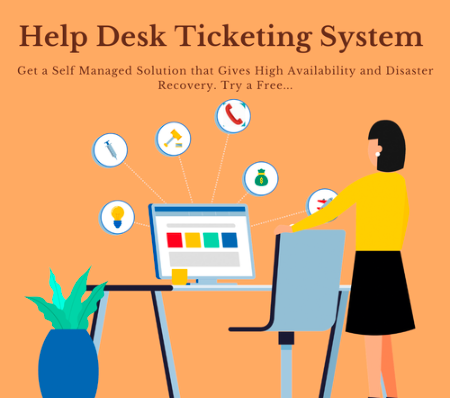 Help Desk Ticketing System
Get a Self Managed Solution that Gives High Availability and Disaster
Recovery. Try a Free...